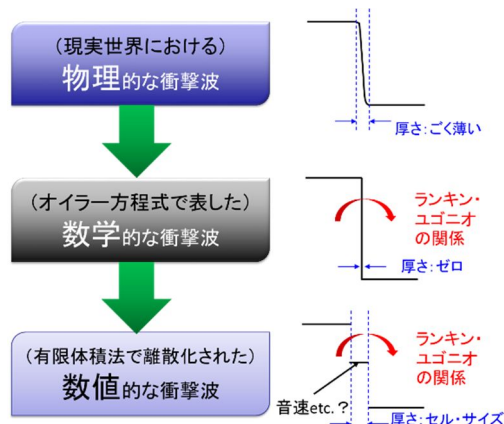 (現実世界における)
物理的な衝撃波
厚さ:ごく薄い
(オイラー方程式で表した)
数学的な衝撃波
ランキン・
ユゴニオ
の関係
厚さ:ゼロ
(有限体積法で離散化された)
数値的な衝撃波
ランキン・
ユゴニオ
の関係
音速etc.?
厚さ:セル・サイズ